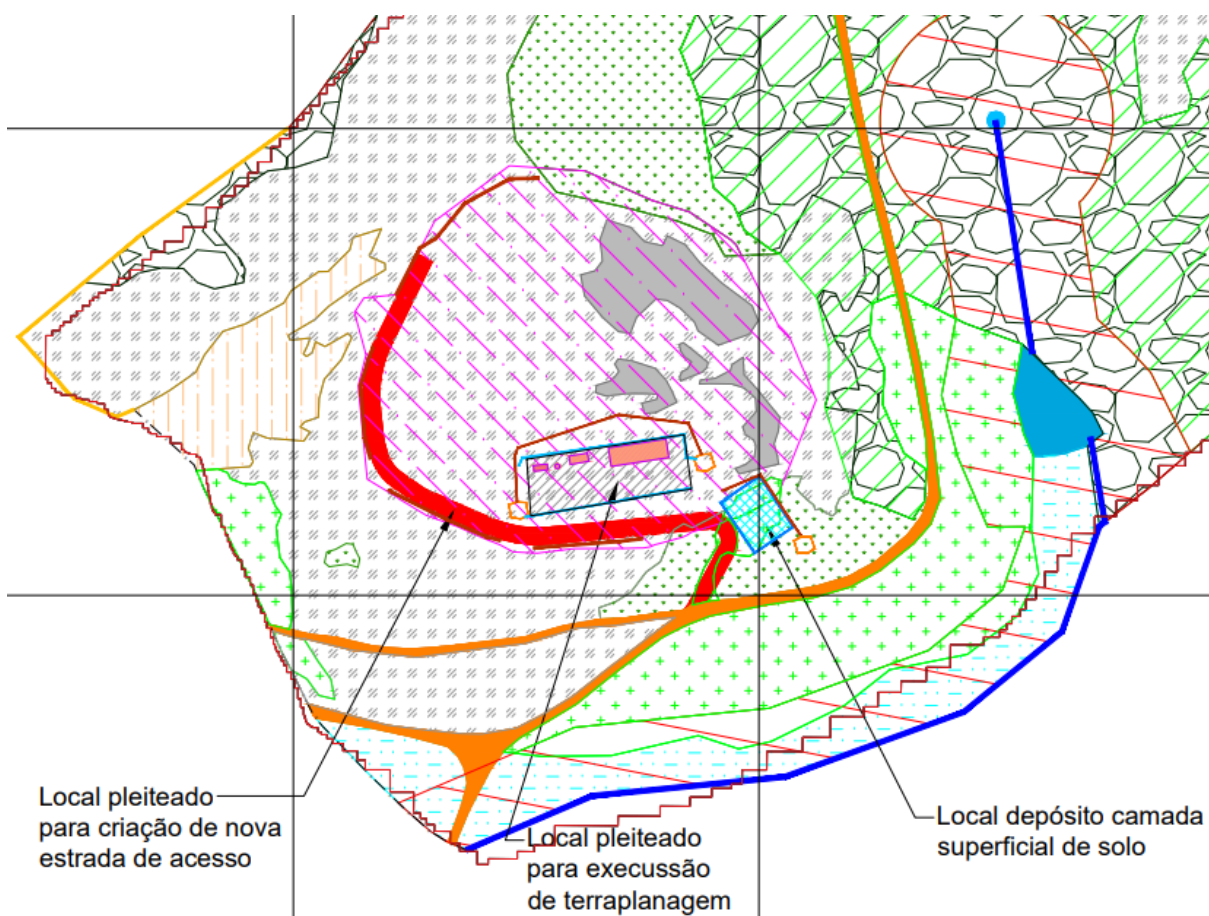 Local pleiteado
para criação de nova
estrada de acesso
Local pleiteado
para execussão
de terraplanagem
Local depósito camada
superficial de solo